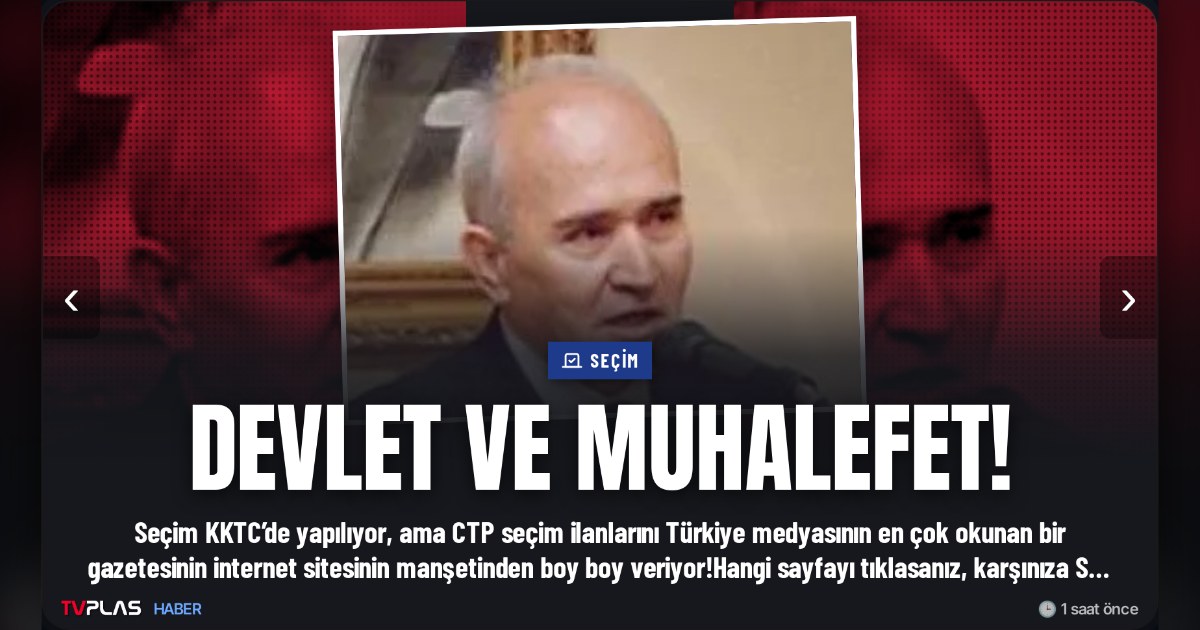 SEÇİM
DEVLET VE MUHALEFET!
Seçim KKTC'de yapılıyor, ama CTP seçim ilanlarını Türkiye medyasının en çok okunan bir
gazetesinin internet sitesinin manşetinden boy boy veriyor!Hangi sayfayı tıklasanız, karşınıza S...
TVPLAS HABER
1 saat önce